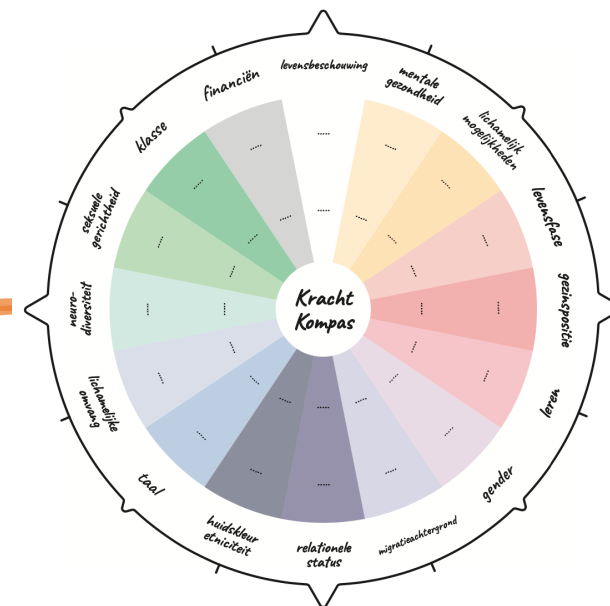 levensbeschouwing
mentale
gezondheid
lichamelijk
mogelijkheden
levensfase
gezinspositie
leren
gender
migratieachtergrond
relationele
status
huidskleur
etniciteit
taal
lichamelijke
omvang
neuro-
diversiteit
seksuele
gerichtheid
klasse
financiën
Kracht
Kompas